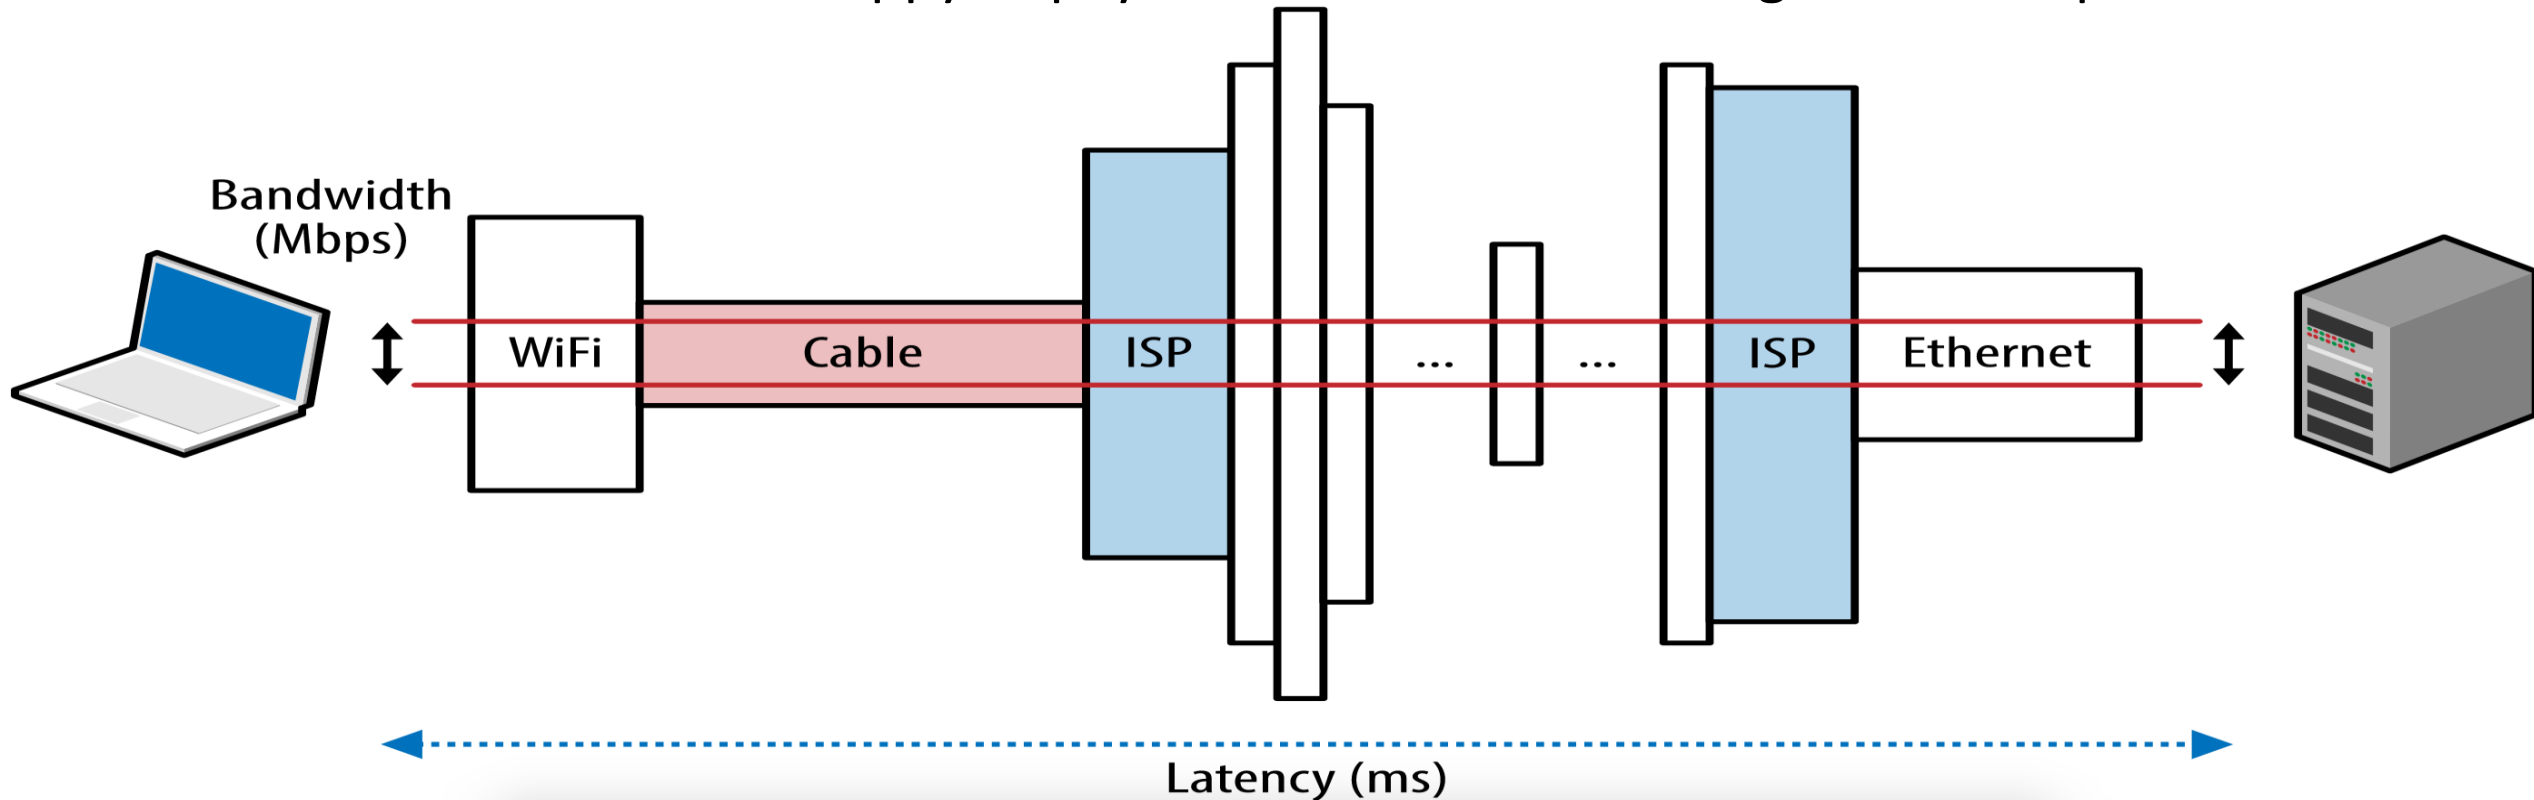 Bandwidth
(Mbps)
WiFi
Cable
ISP
...
...
ISP
Ethernet
Latency (ms)